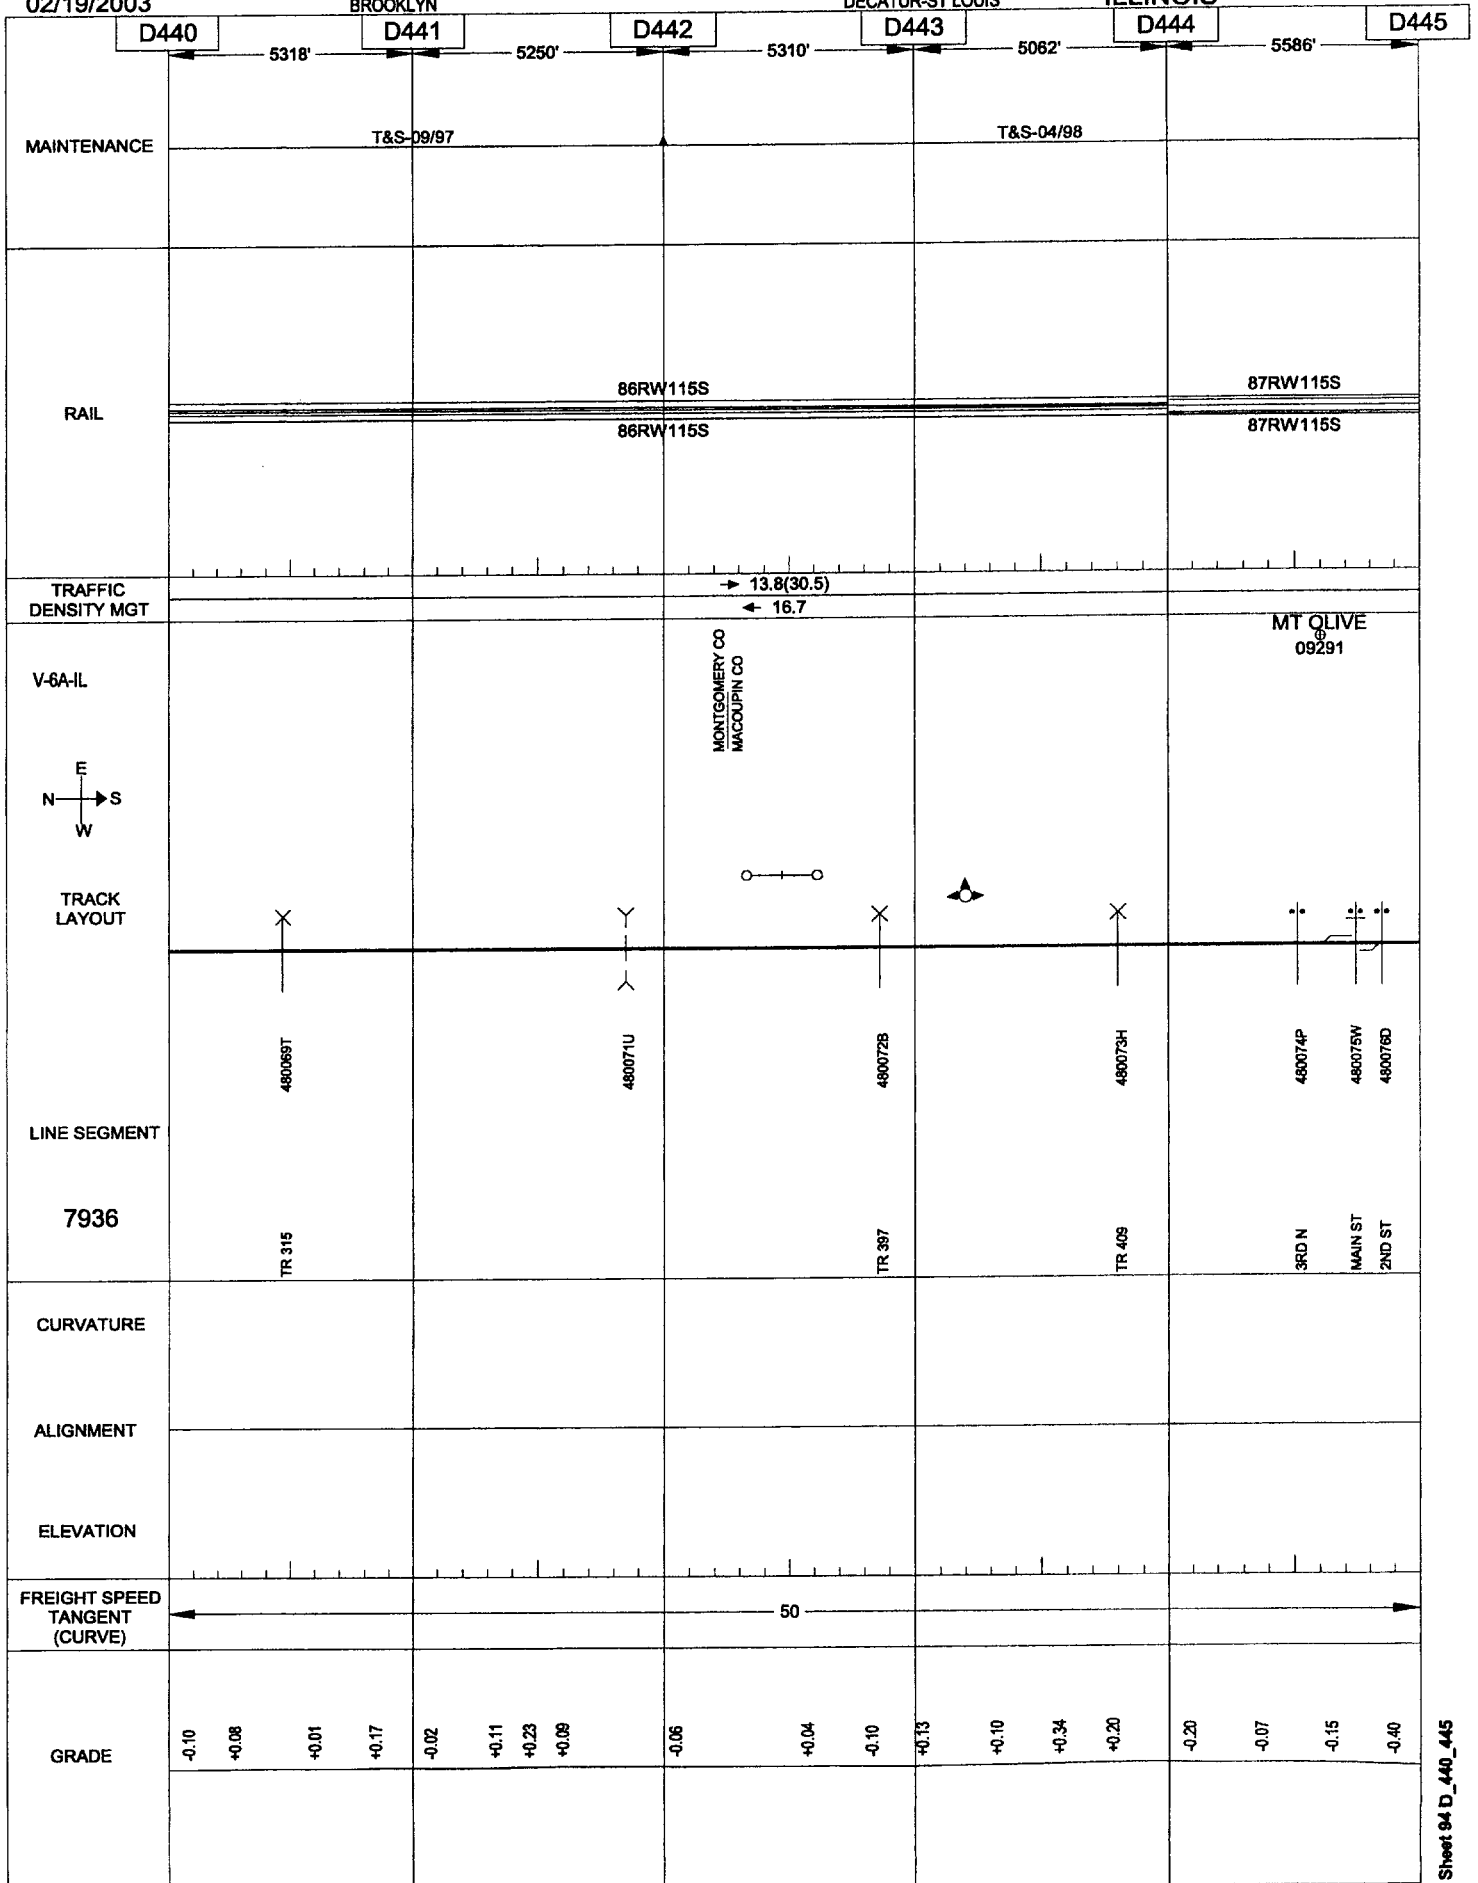 02/19/2003 BROOKLYN DECATUR-ST LOUIS ILLINOIS
D440 D441 D442 D443 D444 D445
5318' 5250' 5310' 5062' 5586'
MAINTENANCE
T&S-09/97 T&S-04/98
RAIL
86RW115S 87RW115S
86RW115S 87RW115S
TRAFFIC
DENSITY MGT
13.8(30.5)
16.7
V-6A-IL
MONTGOMERY CO
MACOUPIN CO
MT OLIVE
09291
E
N S
W
TRACK
LAYOUT
480069T
480071U
480072B
480073H
480074P
480075W
480076D
LINE SEGMENT
7936
TR 315
TR 397
TR 409
3RD N
MAIN ST
2ND ST
CURVATURE
ALIGNMENT
ELEVATION
FREIGHT SPEED
TANGENT
(CURVE)
50
GRADE
-0.10
+0.08
+0.01
+0.17
-0.02
+0.11
+0.23
+0.09
-0.06
+0.04
-0.10
+0.13
+0.10
+0.34
+0.20
-0.20
-0.07
-0.15
-0.40
Sheet 94 D_440_445